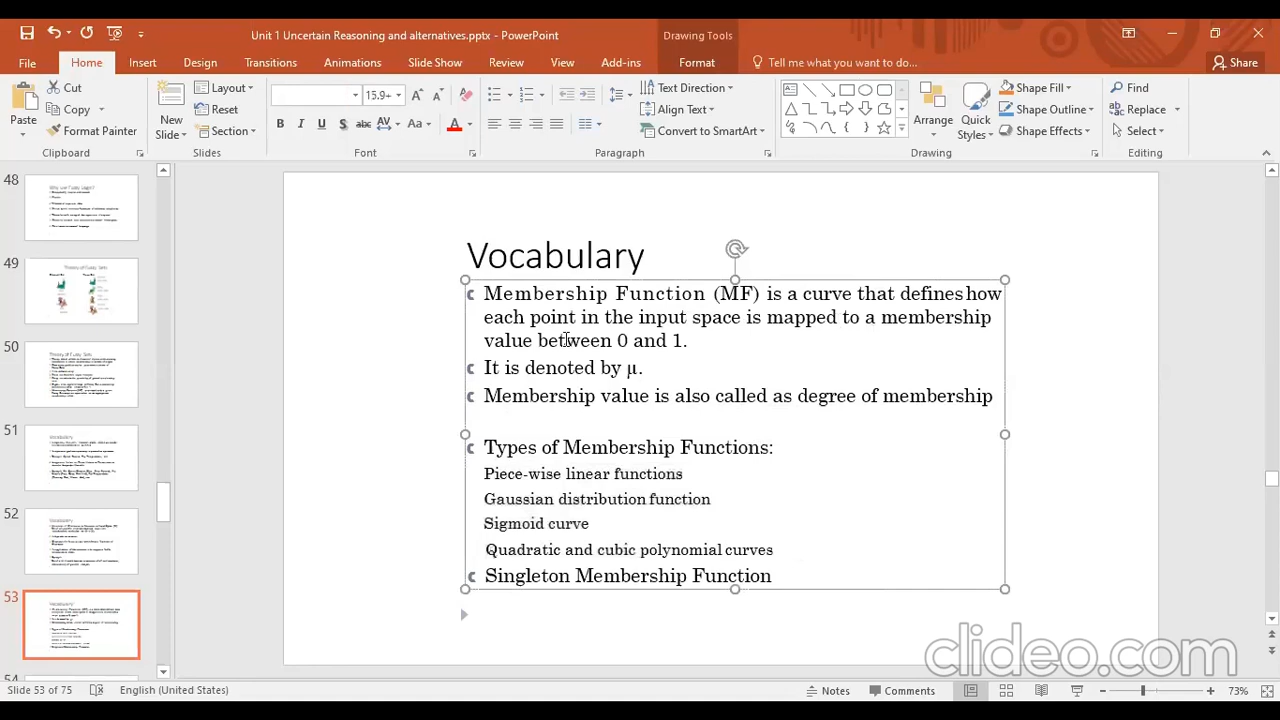 Unit 1 Uncertain Reasoning and alternatives.pptx - PowerPoint
Drawing Tools
File
Home
Insert
Design
Transitions
Animations
Slide Show
Review
View
Add-ins
Format
Tell me what you want to do...
Share
Paste
Cut
Copy
Format Painter
Clipboard
New Slide
Layout
Reset
Section
Slides
15.9+
Font
Text Direction
Align Text
Convert to SmartArt
Paragraph
Arrange
Quick Styles
Shape Fill
Shape Outline
Shape Effects
Drawing
Find
Replace
Select
Editing
48
49
50
51
52
53
Vocabulary
Membership Function (MF) is a curve that defines how
each point in the input space is mapped to a membership
value between 0 and 1.
It is denoted by µ.
Membership value is also called as degree of membership
Types of Membership Functions:
Piece-wise linear functions
Gaussian distribution function
Sigmoid curve
Quadratic and cubic polynomial curves
Singleton Membership Function
clideo.com
Slide 53 of 75
English (United States)
Notes
Comments
73%